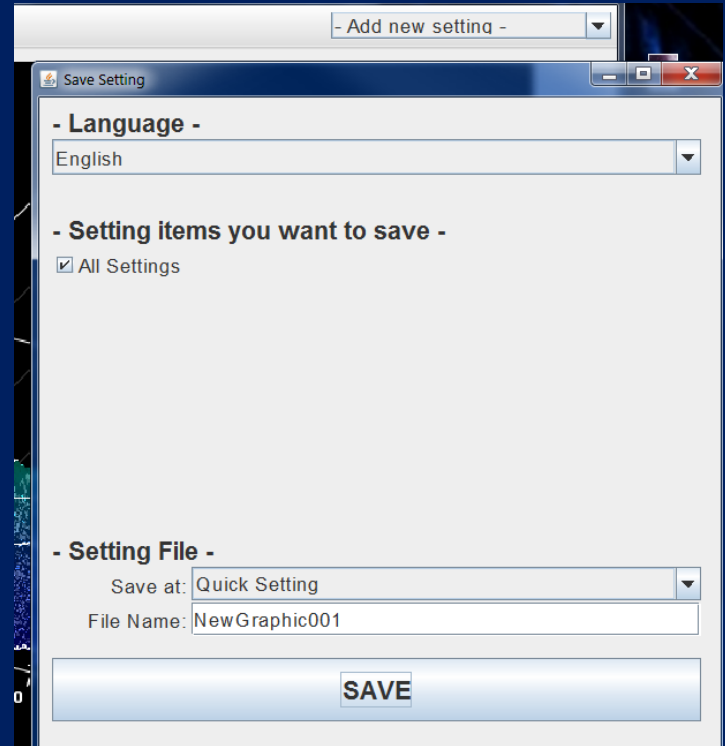 - Add new setting -
Save Setting
- Language -
English
- Setting items you want to save -
All Settings
- Setting File -
Save at: Quick Setting
File Name: NewGraphic001
SAVE
0